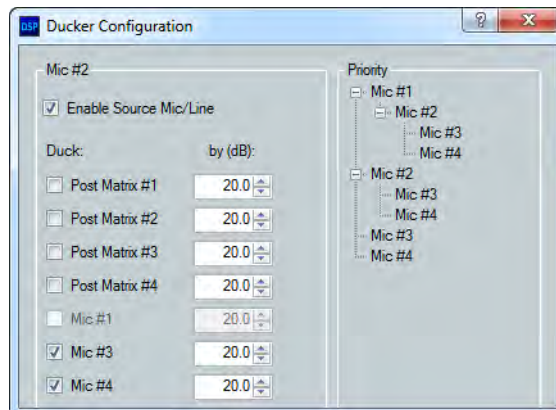 DSP Ducker Configuration
Mic #2
Enable Source Mic/Line
Duck: by (dB):
Post Matrix #1 20.0
Post Matrix #2 20.0
Post Matrix #3 20.0
Post Matrix #4 20.0
Mic #1 20.0
Mic #3 20.0
Mic #4 20.0
Priority
Mic #1
Mic #2
Mic #3
Mic #4
Mic #2
Mic #3
Mic #4
Mic #3
Mic #4